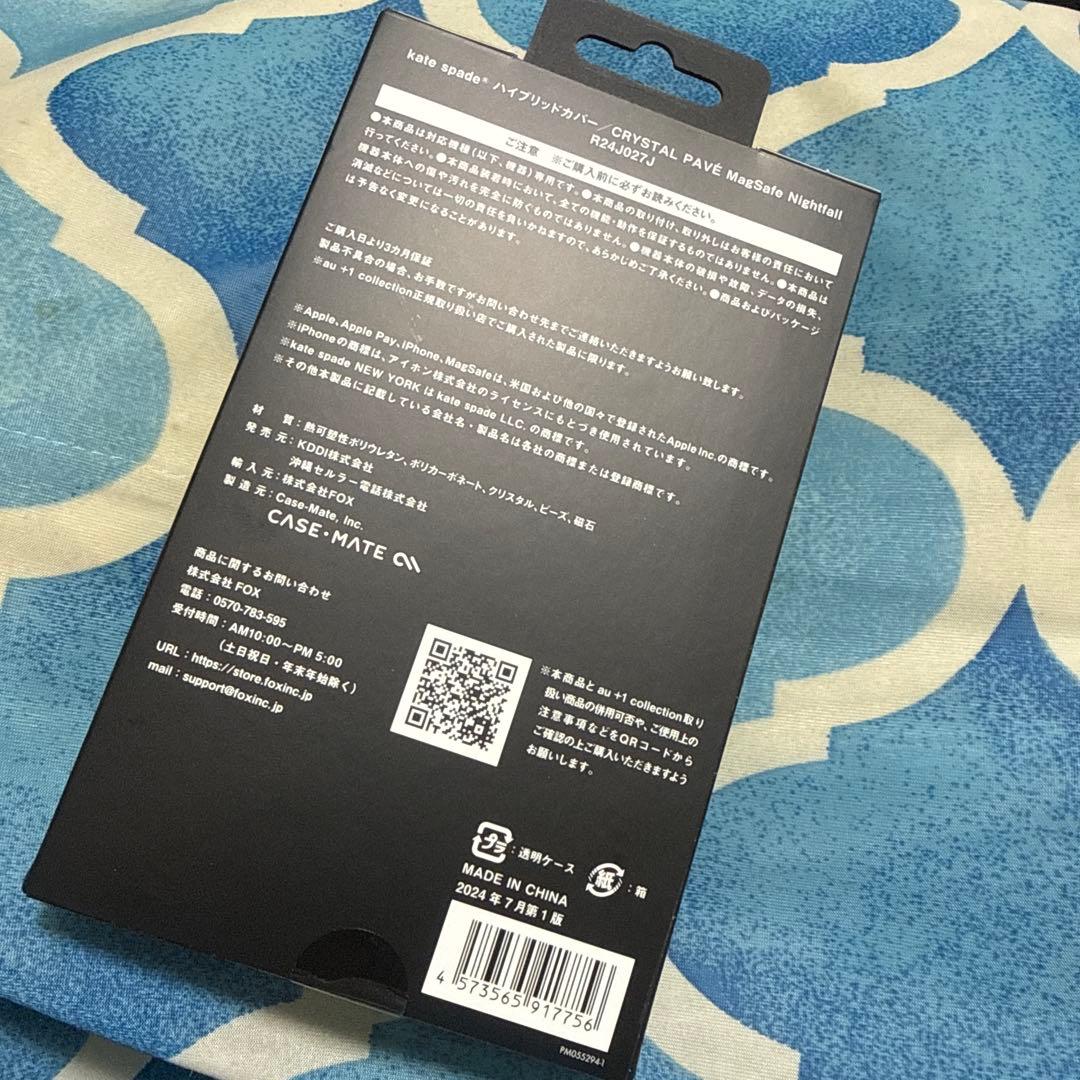 kate spade® ハイブリッドカバー／CRYSTAL PAVÉ MagSafe Nightfall
R24J027J
ご注意 ※ご購入前に必ずお読みください。
●本商品は対応機種(以下、機器)専用です。●本商品の取り付け、取り外しはお客様の責任において
行ってください。●本商品装着時において、全ての機能・動作を保証するものではありません。●本商品は
機器本体への傷や汚れを完全に防ぐものではありません。●機器本体の破損や故障、データの損失、
消滅などについては一切の責任を負いかねますので、あらかじめご了承ください。●商品およびパッケージ
は予告なく変更になることがあります。
ご購入日より3カ月保証
製品不具合の場合、お手数ですがお問い合わせ先までご連絡いただきますようお願い致します。
※au +1 collection正規取り扱い店でご購入された製品に限ります。
※Apple、Apple Pay、iPhone、MagSafeは、米国および他の国々で登録されたApple Inc.の商標です。
※iPhoneの商標は、アイホン株式会社のライセンスにもとづき使用されています。
※kate spade NEW YORK は kate spade LLC. の商標です。
※その他本製品に記載している会社名・製品名は各社の商標または登録商標です。
材 質：熱可塑性ポリウレタン、ポリカーボネート、クリスタル、ビーズ、磁石
発 売 元：KDDI株式会社
沖縄セルラー電話株式会社
輸 入 元：株式会社FOX
製 造 元：Case-Mate, Inc.
CASE·MATE
商品に関するお問い合わせ
株式会社 FOX
電話：0570-783-595
受付時間：AM10:00〜PM 5:00
(土日祝日・年末年始除く)
URL：https://store.foxinc.jp
mail：support@foxinc.jp
※本商品と au +1 collection取り
扱い商品の併用可否や、ご使用上の
注意事項などをQRコードから
ご確認の上ご購入いただきますよう
お願いします。
プラ：透明ケース
紙：箱
MADE IN CHINA
2024年7月第1版
4 573565 917756
PM055294-1